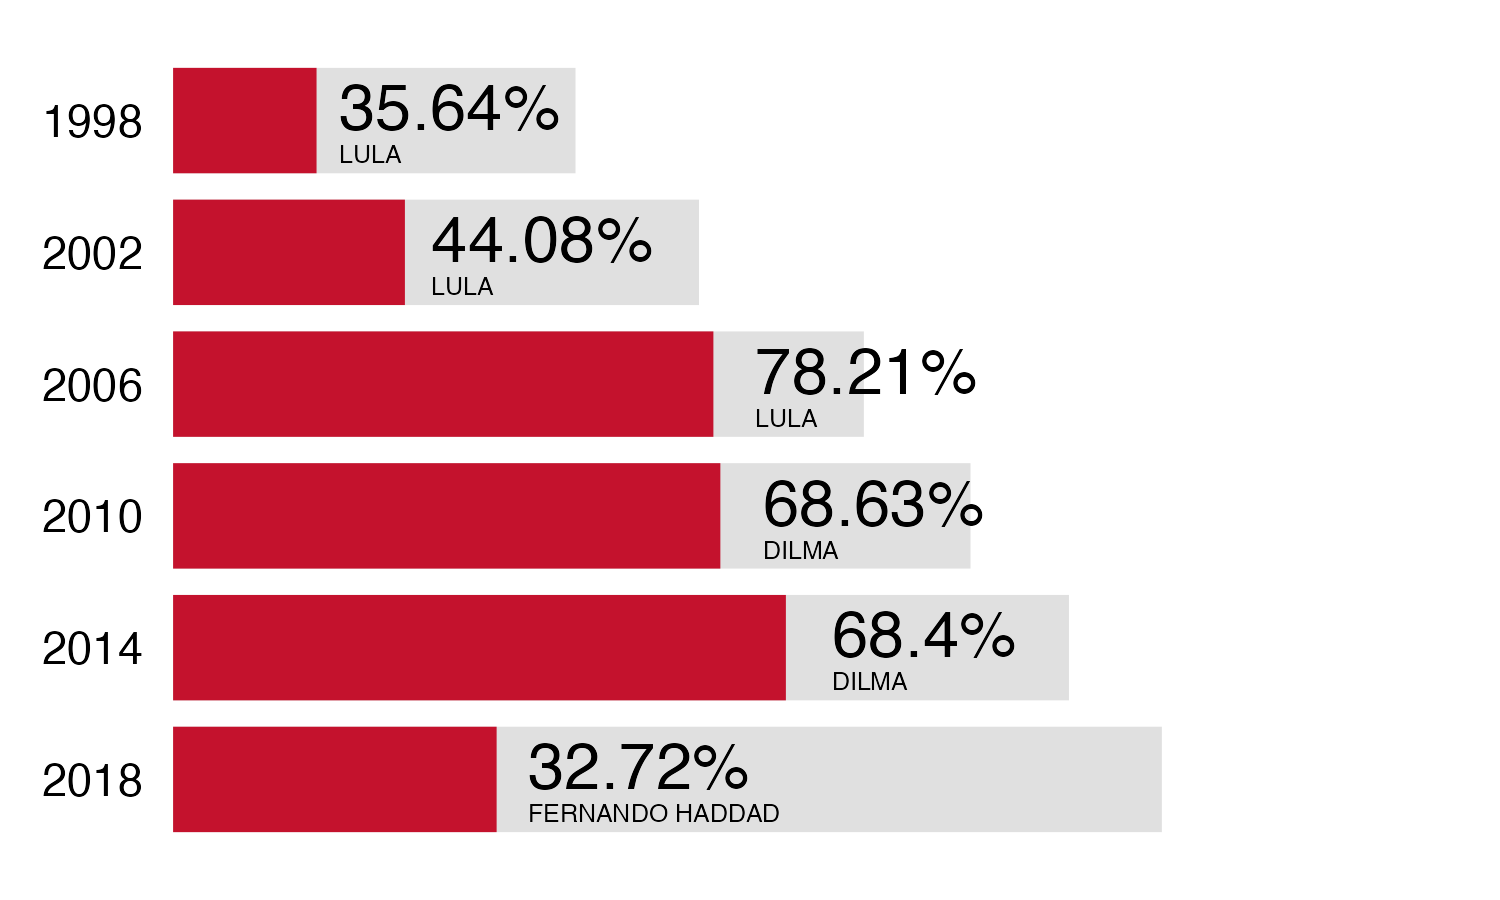 1998
35.64%
LULA
2002
44.08%
LULA
2006
78.21%
LULA
2010
68.63%
DILMA
2014
68.4%
DILMA
2018
32.72%
FERNANDO HADDAD